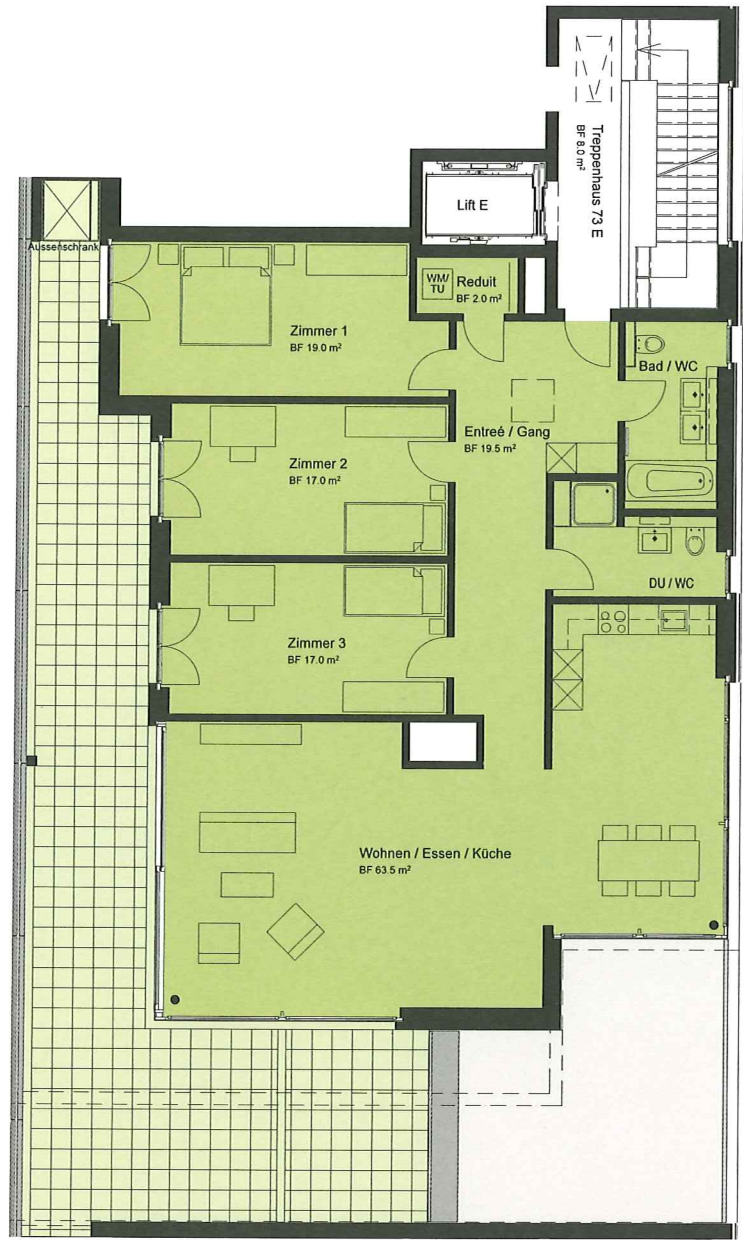 Treppenhaus 73 E
BF 8.0 m²
Lift E
Aussenschrank
WM/
TU
Reduit
BF 2.0 m²
Zimmer 1
BF 19.0 m²
Bad / WC
Entreé / Gang
BF 19.5 m²
Zimmer 2
BF 17.0 m²
DU / WC
Zimmer 3
BF 17.0 m²
Wohnen / Essen / Küche
BF 63.5 m²